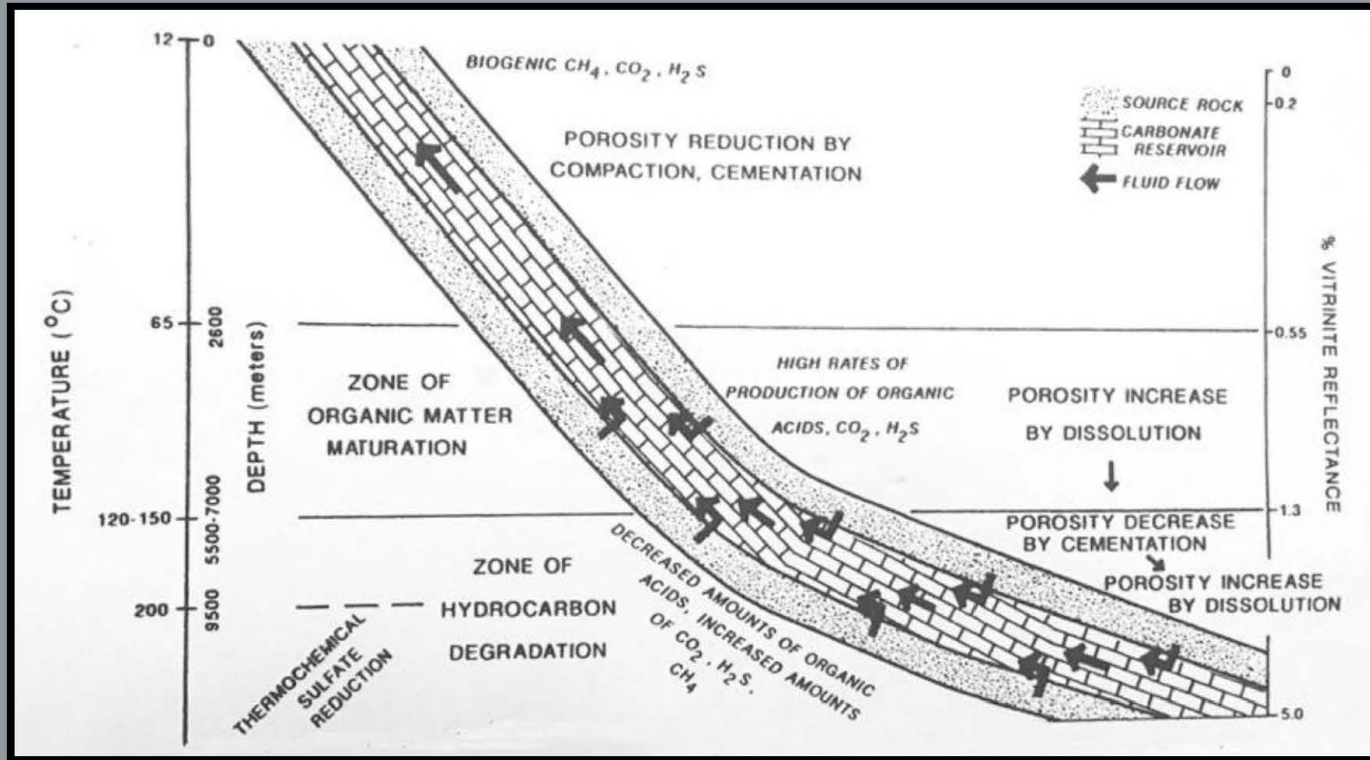 TEMPERATURE (°C)
12
65
120-150
200
DEPTH (meters)
0
2600
5500-7000
9500
BIOGENIC CH₄, CO₂, H₂S
POROSITY REDUCTION BY
COMPACTION, CEMENTATION
SOURCE ROCK
CARBONATE
RESERVOIR
FLUID FLOW
ZONE OF
ORGANIC MATTER
MATURATION
HIGH RATES OF
PRODUCTION OF ORGANIC
ACIDS, CO₂, H₂S
POROSITY INCREASE
BY DISSOLUTION
POROSITY DECREASE
BY CEMENTATION
POROSITY INCREASE
BY DISSOLUTION
ZONE OF
HYDROCARBON
DEGRADATION
THERMOCHEMICAL
SULFATE
REDUCTION
DECREASED AMOUNTS OF ORGANIC
ACIDS, INCREASED AMOUNTS
OF CO₂, H₂S,
CH₄
% VITRINITE REFLECTANCE
0
0.2
0.55
1.3
5.0